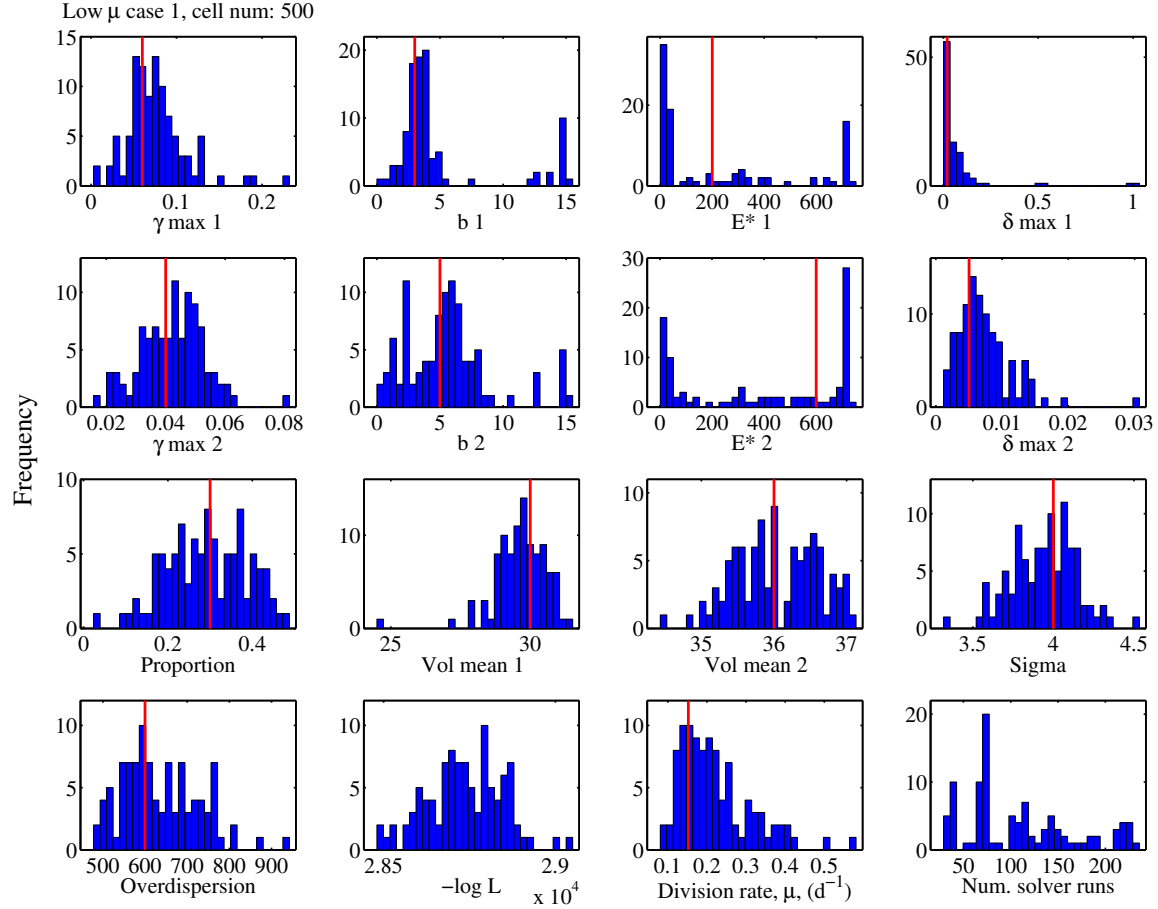 Low μ case 1, cell num: 500
15
10
5
0
0 0.1 0.2
γ max 1
20
10
0
0 5 10 15
b 1
20
0
0 200 400 600
E* 1
50
0
0 0.5 1
δ max 1
10
5
0
0.02 0.04 0.06 0.08
γ max 2
10
5
0
0 5 10 15
b 2
30
20
10
0
0 200 400 600
E* 2
10
0
0 0.01 0.02 0.03
δ max 2
Frequency
10
5
0
0 0.2 0.4
Proportion
10
0
25 30
Vol mean 1
10
5
0
35 36 37
Vol mean 2
10
5
0
3.5 4 4.5
Sigma
10
5
0
500 600 700 800 900
Overdispersion
10
5
0
2.85 2.9
−log L
x 10⁴
10
5
0
0.1 0.2 0.3 0.4 0.5
Division rate, μ, (d⁻¹)
20
10
0
50 100 150 200
Num. solver runs